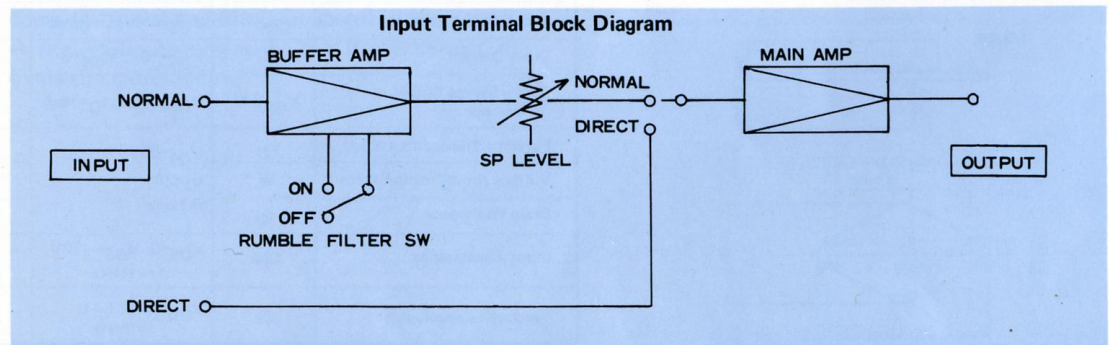 Input Terminal Block Diagram
BUFFER AMP
MAIN AMP
NORMAL
NORMAL
DIRECT
SP LEVEL
INPUT
OUTPUT
ON
OFF
RUMBLE FILTER SW
DIRECT